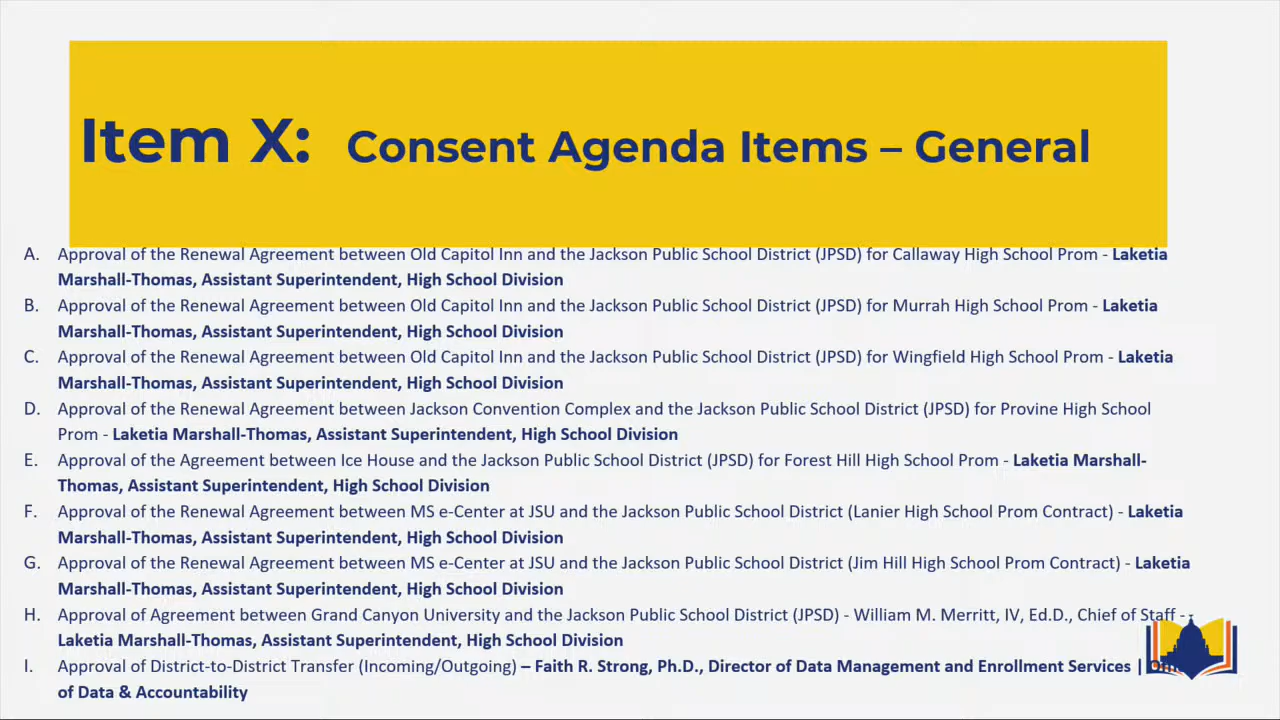 Item X: Consent Agenda Items – General
A. Approval of the Renewal Agreement between Old Capitol Inn and the Jackson Public School District (JPSD) for Callaway High School Prom - Laketia
Marshall-Thomas, Assistant Superintendent, High School Division
B. Approval of the Renewal Agreement between Old Capitol Inn and the Jackson Public School District (JPSD) for Murrah High School Prom - Laketia
Marshall-Thomas, Assistant Superintendent, High School Division
C. Approval of the Renewal Agreement between Old Capitol Inn and the Jackson Public School District (JPSD) for Wingfield High School Prom - Laketia
Marshall-Thomas, Assistant Superintendent, High School Division
D. Approval of the Renewal Agreement between Jackson Convention Complex and the Jackson Public School District (JPSD) for Provine High School
Prom - Laketia Marshall-Thomas, Assistant Superintendent, High School Division
E. Approval of the Agreement between Ice House and the Jackson Public School District (JPSD) for Forest Hill High School Prom - Laketia Marshall-
Thomas, Assistant Superintendent, High School Division
F. Approval of the Renewal Agreement between MS e-Center at JSU and the Jackson Public School District (Lanier High School Prom Contract) - Laketia
Marshall-Thomas, Assistant Superintendent, High School Division
G. Approval of the Renewal Agreement between MS e-Center at JSU and the Jackson Public School District (Jim Hill High School Prom Contract) - Laketia
Marshall-Thomas, Assistant Superintendent, High School Division
H. Approval of Agreement between Grand Canyon University and the Jackson Public School District (JPSD) - William M. Merritt, IV, Ed.D., Chief of Staff -
Laketia Marshall-Thomas, Assistant Superintendent, High School Division
I. Approval of District-to-District Transfer (Incoming/Outgoing) – Faith R. Strong, Ph.D., Director of Data Management and Enrollment Services |
of Data & Accountability